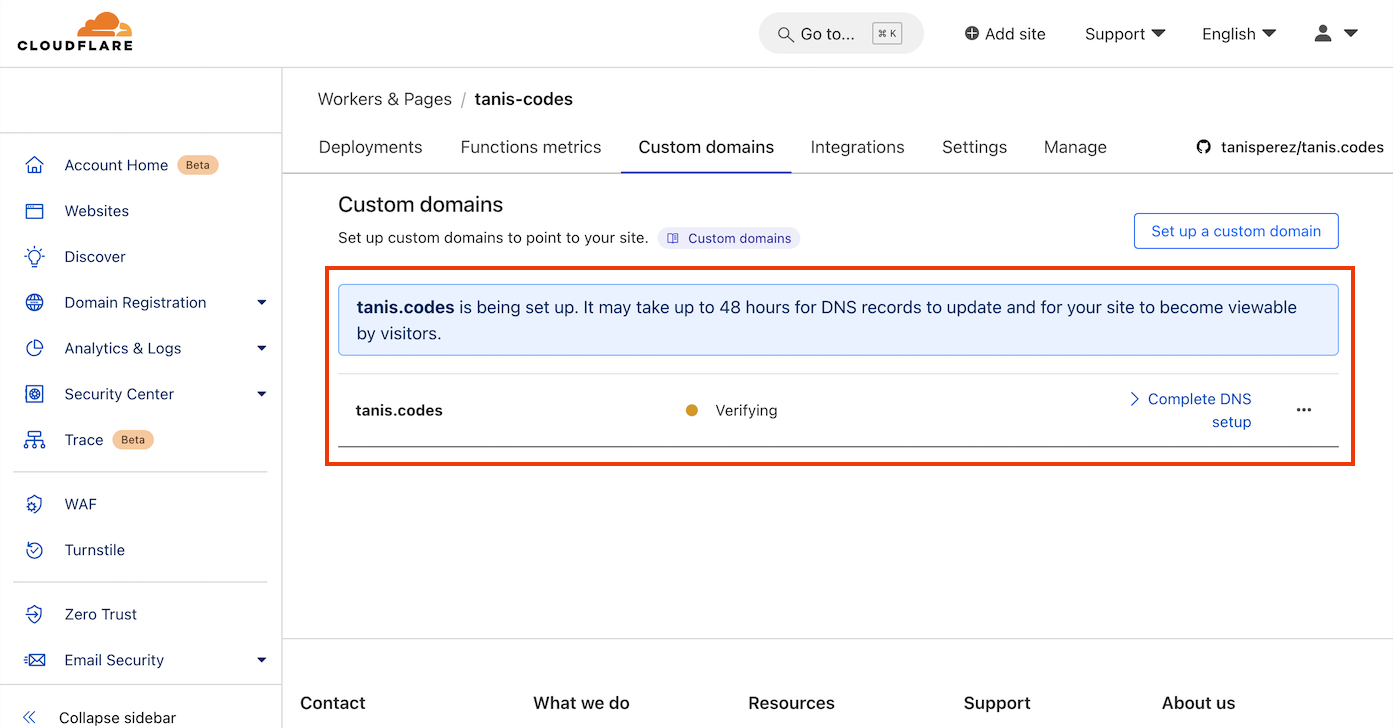 CLOUDFLARE
Go to... ⌘ K
Add site
Support
English
Workers & Pages / tanis-codes
Deployments
Functions metrics
Custom domains
Integrations
Settings
Manage
tanisperez/tanis.codes
Account Home Beta
Websites
Discover
Domain Registration
Analytics & Logs
Security Center
Trace Beta
WAF
Turnstile
Zero Trust
Email Security
Collapse sidebar
Custom domains
Set up custom domains to point to your site. Custom domains
Set up a custom domain
tanis.codes is being set up. It may take up to 48 hours for DNS records to update and for your site to become viewable
by visitors.
tanis.codes
Verifying
Complete DNS
setup
Contact
What we do
Resources
Support
About us